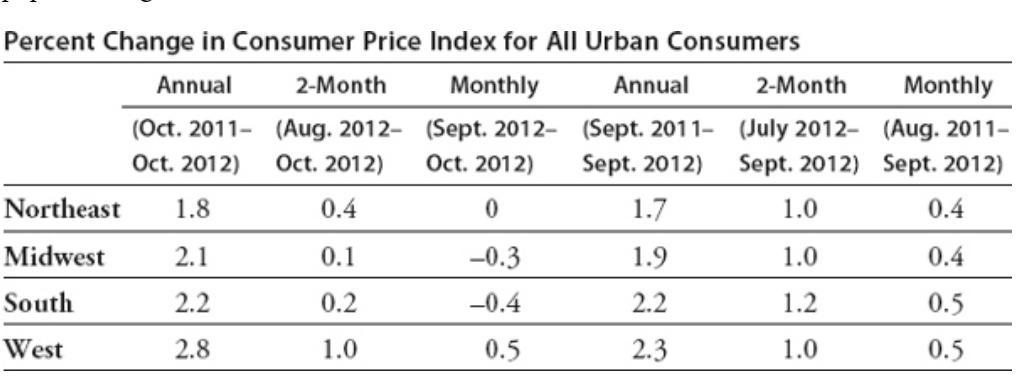 Percent Change in Consumer Price Index for All Urban Consumers
Annual 2-Month Monthly Annual 2-Month Monthly
(Oct. 2011– (Aug. 2012– (Sept. 2012– (Sept. 2011– (July 2012– (Aug. 2011–
Oct. 2012) Oct. 2012) Oct. 2012) Sept. 2012) Sept. 2012) Sept. 2012)
Northeast 1.8 0.4 0 1.7 1.0 0.4
Midwest 2.1 0.1 –0.3 1.9 1.0 0.4
South 2.2 0.2 –0.4 2.2 1.2 0.5
West 2.8 1.0 0.5 2.3 1.0 0.5